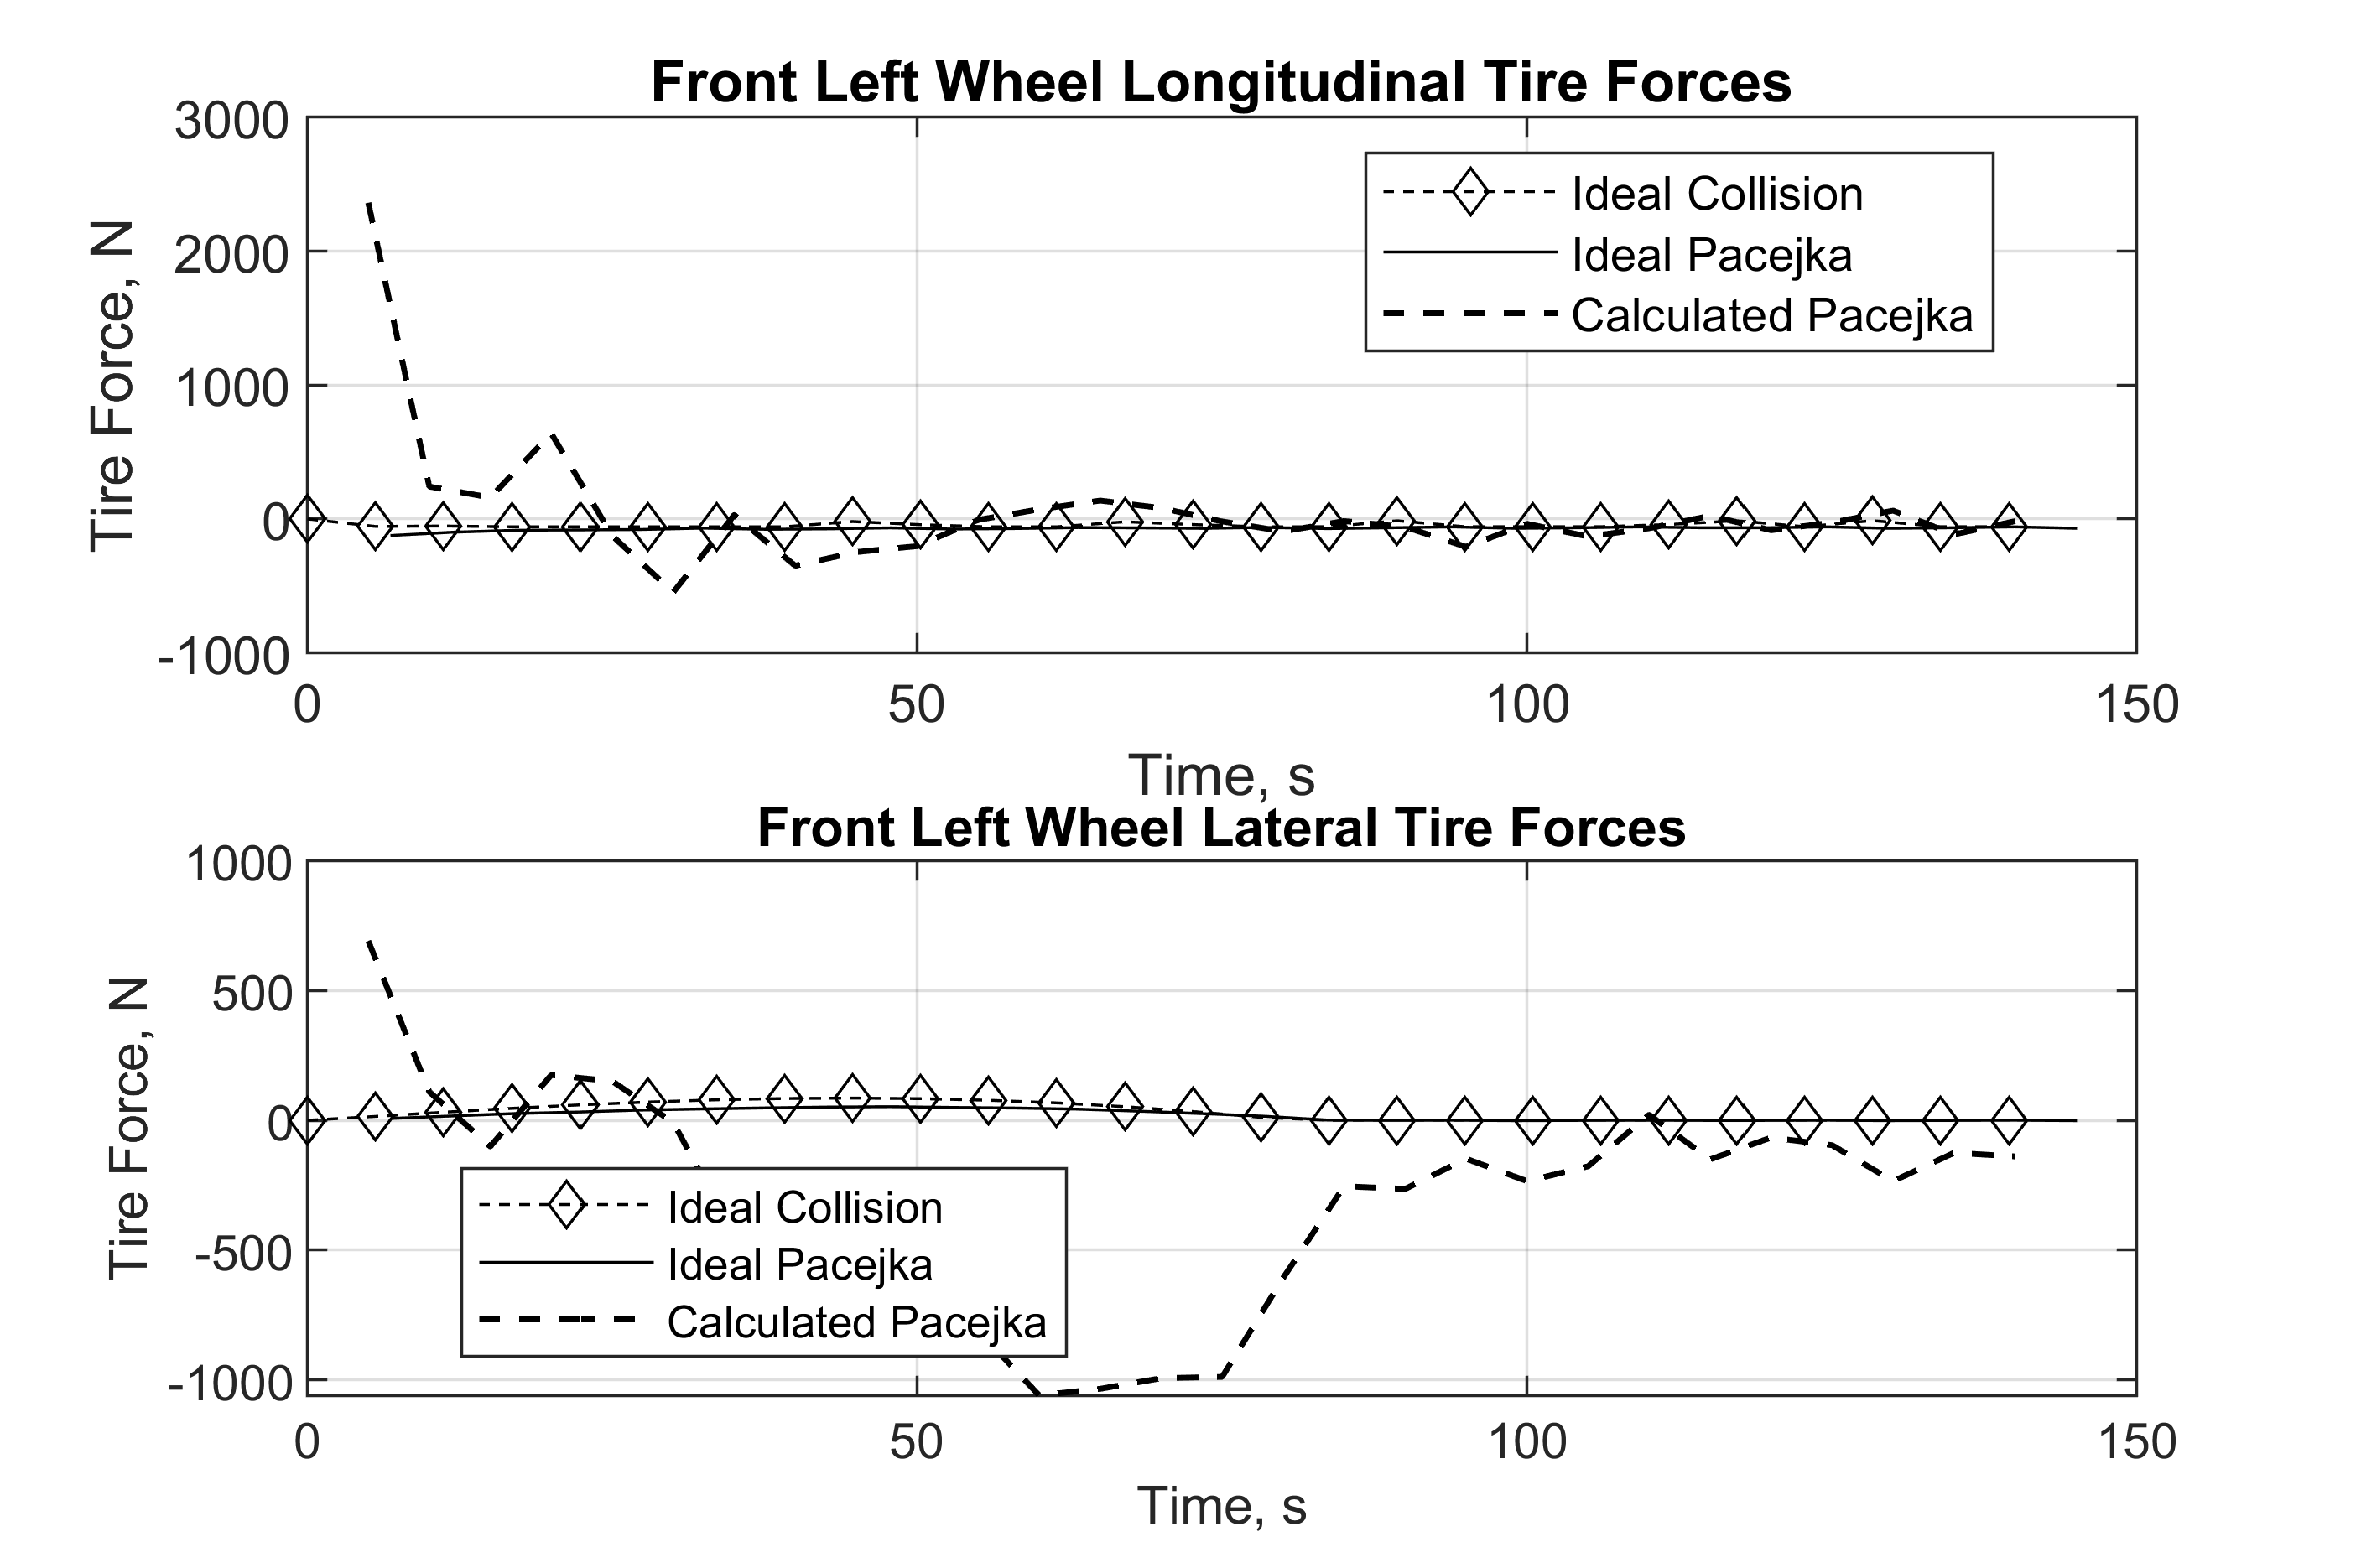 Front Left Wheel Longitudinal Tire Forces
3000
2000
1000
0
-1000
Tire Force, N
Ideal Collision
Ideal Pacejka
Calculated Pacejka
0 50 100 150
Time, s
Front Left Wheel Lateral Tire Forces
1000
500
0
-500
-1000
Tire Force, N
Ideal Collision
Ideal Pacejka
Calculated Pacejka
0 50 100 150
Time, s